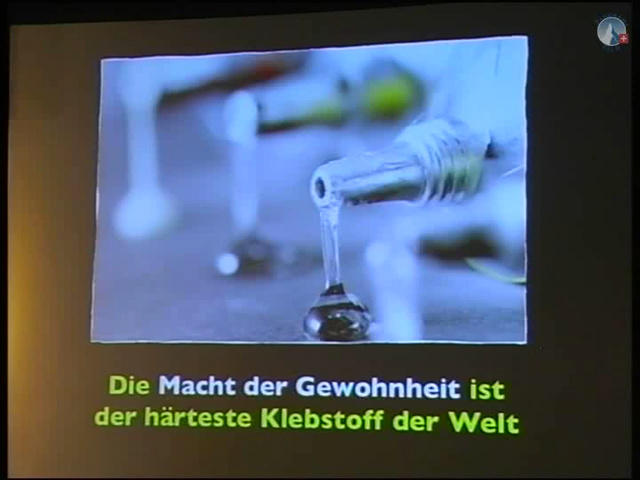 Die Macht der Gewohnheit ist
der härteste Klebstoff der Welt